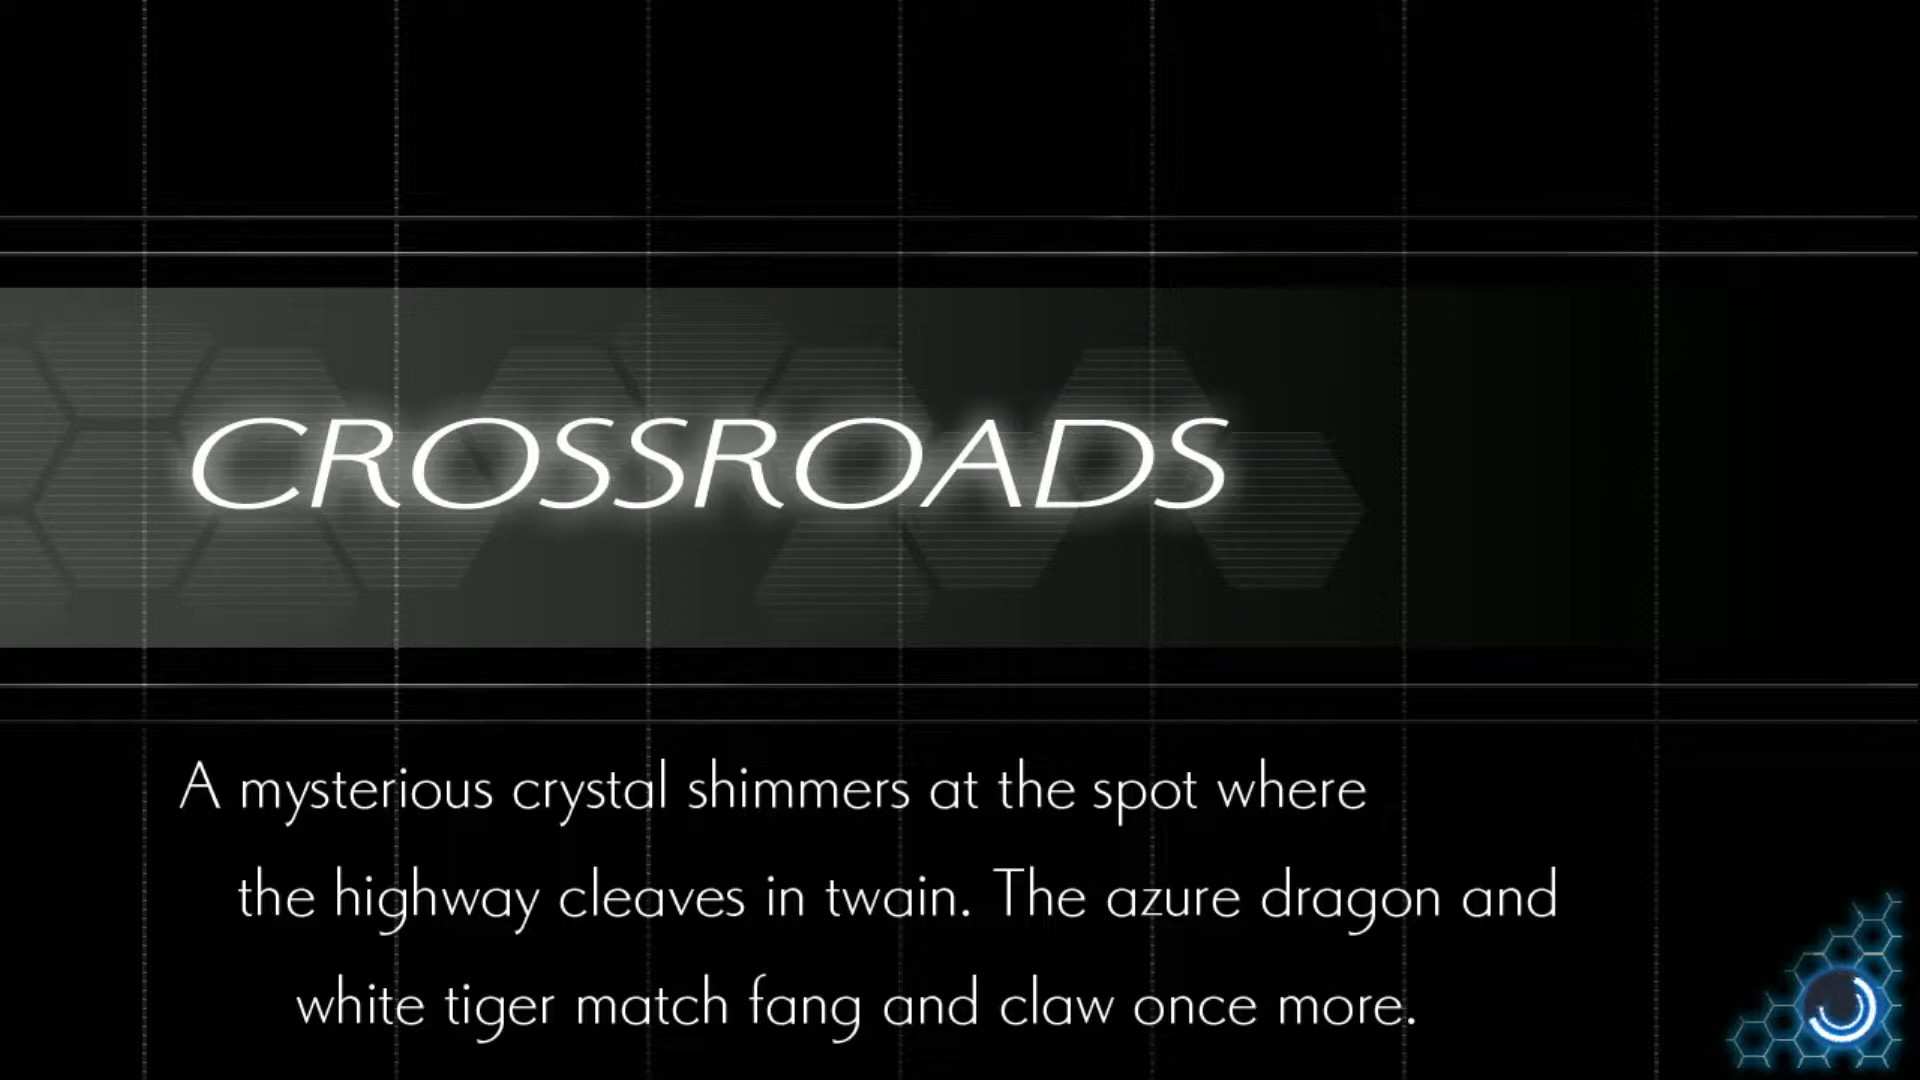 CROSSROADS
A mysterious crystal shimmers at the spot where
the highway cleaves in twain. The azure dragon and
white tiger match fang and claw once more.